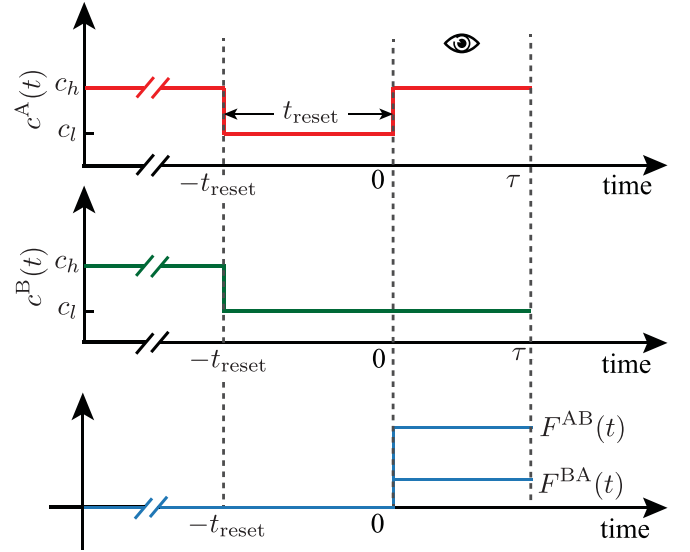 c^A(t)
c_h
c_l
t_reset
−t_reset
0
τ
time
c^B(t)
c_h
c_l
−t_reset
0
τ
time
F^AB(t)
F^BA(t)
−t_reset
0
time